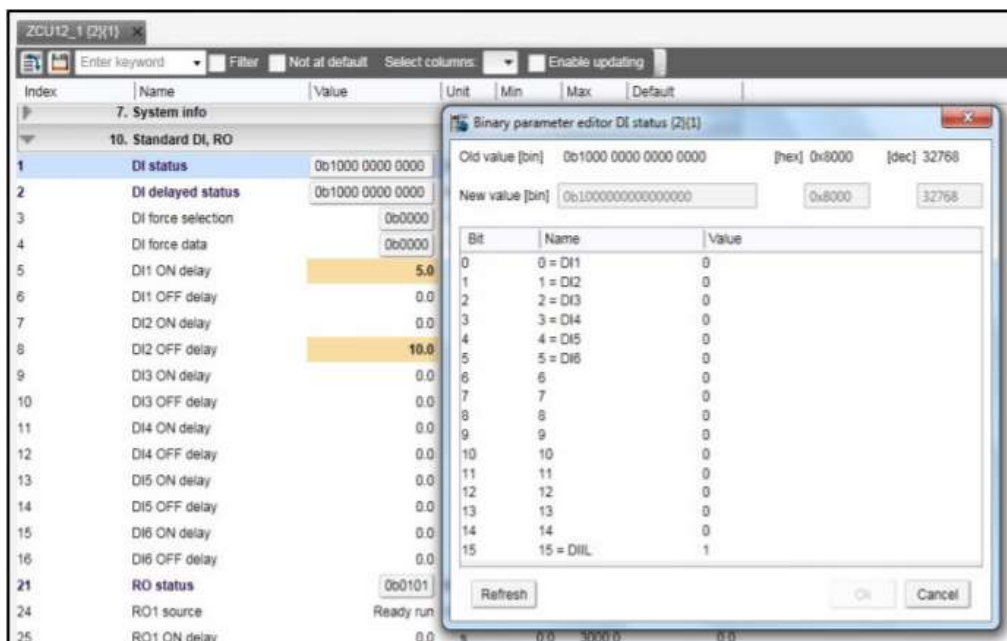 ZCU12_1 {2}{1}
Enter keyword Filter Not at default Select columns: Enable updating
Index Name Value Unit Min Max Default
7. System info
10. Standard DI, RO
1 DI status 0b1000 0000 0000
2 DI delayed status 0b1000 0000 0000
3 DI force selection 0b0000
4 DI force data 0b0000
5 DI1 ON delay 5.0
6 DI1 OFF delay 0.0
7 DI2 ON delay 0.0
8 DI2 OFF delay 10.0
9 DI3 ON delay 0.0
10 DI3 OFF delay 0.0
11 DI4 ON delay 0.0
12 DI4 OFF delay 0.0
13 DI5 ON delay 0.0
14 DI5 OFF delay 0.0
15 DI6 ON delay 0.0
16 DI6 OFF delay 0.0
21 RO status 0b0101
24 RO1 source Ready run
25 RO1 ON delay 0.0 s 0.0 3000.0 0.0
Binary parameter editor DI status {2}{1}
Old value [bin] 0b1000 0000 0000 0000 [hex] 0x8000 [dec] 32768
New value [bin] 0b1000000000000000 0x8000 32768
Bit Name Value
0 0 = DI1 0
1 1 = DI2 0
2 2 = DI3 0
3 3 = DI4 0
4 4 = DI5 0
5 5 = DI6 0
6 6 0
7 7 0
8 8 0
9 9 0
10 10 0
11 11 0
12 12 0
13 13 0
14 14 0
15 15 = DIIL 1
Refresh Ok Cancel